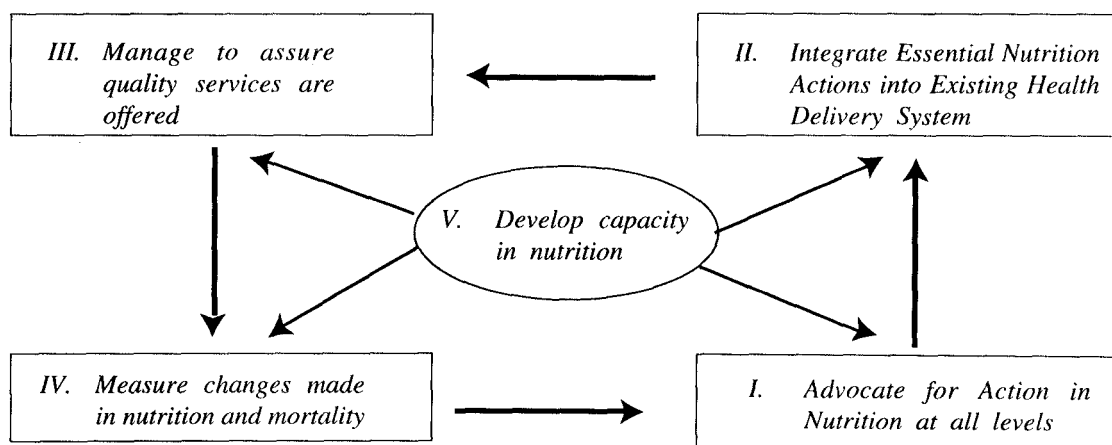 III. Manage to assure
quality services are
offered
II. Integrate Essential Nutrition
Actions into Existing Health
Delivery System
V. Develop capacity
in nutrition
IV. Measure changes made
in nutrition and mortality
I. Advocate for Action in
Nutrition at all levels